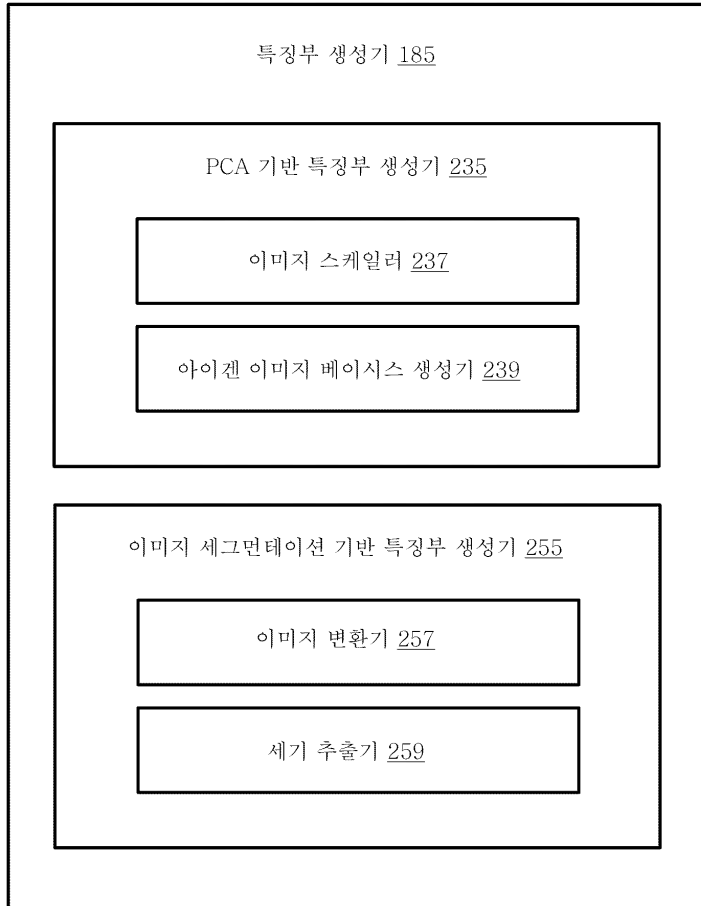 특징부 생성기 185
PCA 기반 특징부 생성기 235
이미지 스케일러 237
아이겐 이미지 베이시스 생성기 239
이미지 세그먼테이션 기반 특징부 생성기 255
이미지 변환기 257
세기 추출기 259